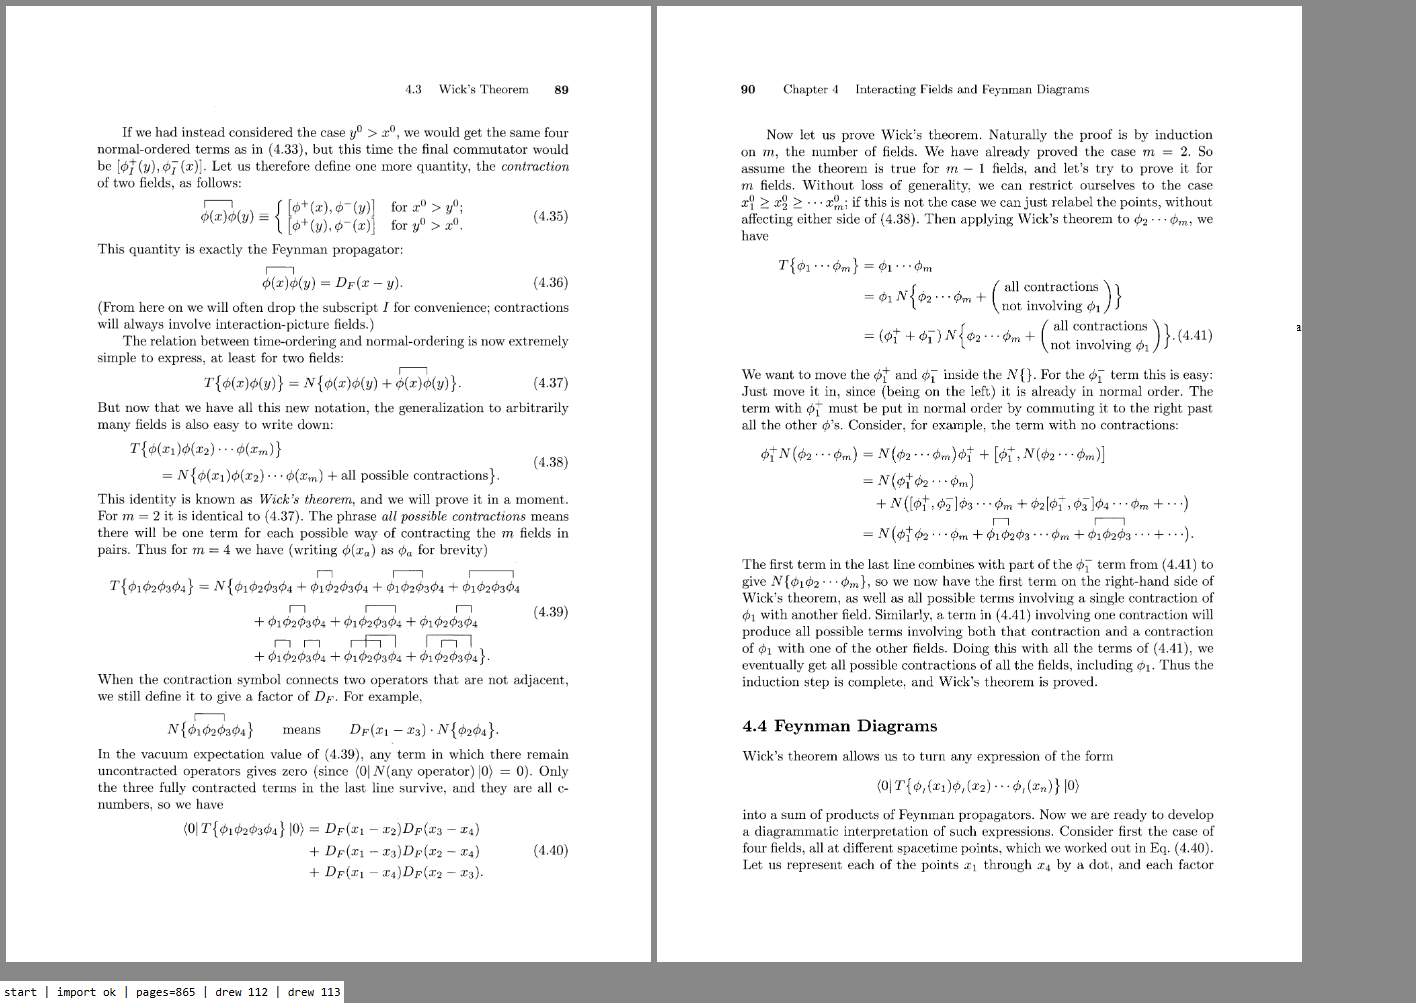 4.3 Wick's Theorem 89
If we had instead considered the case y⁰ > x⁰, we would get the same four
normal-ordered terms as in (4.33), but this time the final commutator would
be [ϕ_I⁺(y), ϕ_I⁻(x)]. Let us therefore define one more quantity, the contraction
of two fields, as follows:
ϕ(x)ϕ(y) ≡ { [ϕ⁺(x), ϕ⁻(y)] for x⁰ > y⁰;
[ϕ⁺(y), ϕ⁻(x)] for y⁰ > x⁰. (4.35)
This quantity is exactly the Feynman propagator:
ϕ(x)ϕ(y) = D_F(x − y). (4.36)
(From here on we will often drop the subscript I for convenience; contractions
will always involve interaction-picture fields.)
The relation between time-ordering and normal-ordering is now extremely
simple to express, at least for two fields:
T{ϕ(x)ϕ(y)} = N{ϕ(x)ϕ(y) + ϕ(x)ϕ(y)}. (4.37)
But now that we have all this new notation, the generalization to arbitrarily
many fields is also easy to write down:
T{ϕ(x₁)ϕ(x₂)···ϕ(x_m)}
= N{ϕ(x₁)ϕ(x₂)···ϕ(x_m) + all possible contractions}. (4.38)
This identity is known as Wick's theorem, and we will prove it in a moment.
For m = 2 it is identical to (4.37). The phrase all possible contractions means
there will be one term for each possible way of contracting the m fields in
pairs. Thus for m = 4 we have (writing ϕ(x_a) as ϕ_a for brevity)
T{ϕ₁ϕ₂ϕ₃ϕ₄} = N{ϕ₁ϕ₂ϕ₃ϕ₄ + ϕ₁ϕ₂ϕ₃ϕ₄ + ϕ₁ϕ₂ϕ₃ϕ₄ + ϕ₁ϕ₂ϕ₃ϕ₄
+ ϕ₁ϕ₂ϕ₃ϕ₄ + ϕ₁ϕ₂ϕ₃ϕ₄ + ϕ₁ϕ₂ϕ₃ϕ₄ (4.39)
+ ϕ₁ϕ₂ϕ₃ϕ₄ + ϕ₁ϕ₂ϕ₃ϕ₄ + ϕ₁ϕ₂ϕ₃ϕ₄}.
When the contraction symbol connects two operators that are not adjacent,
we still define it to give a factor of D_F. For example,
N{ϕ₁ϕ₂ϕ₃ϕ₄} means D_F(x₁ − x₃) · N{ϕ₂ϕ₄}.
In the vacuum expectation value of (4.39), any term in which there remain
uncontracted operators gives zero (since ⟨0| N(any operator) |0⟩ = 0). Only
the three fully contracted terms in the last line survive, and they are all c-
numbers, so we have
⟨0| T{ϕ₁ϕ₂ϕ₃ϕ₄} |0⟩ = D_F(x₁ − x₂)D_F(x₃ − x₄)
+ D_F(x₁ − x₃)D_F(x₂ − x₄) (4.40)
+ D_F(x₁ − x₄)D_F(x₂ − x₃).
90 Chapter 4 Interacting Fields and Feynman Diagrams
Now let us prove Wick's theorem. Naturally the proof is by induction
on m, the number of fields. We have already proved the case m = 2. So
assume the theorem is true for m − 1 fields, and let's try to prove it for
m fields. Without loss of generality, we can restrict ourselves to the case
x₁⁰ ≥ x₂⁰ ≥ ··· x_m⁰; if this is not the case we can just relabel the points, without
affecting either side of (4.38). Then applying Wick's theorem to ϕ₂···ϕ_m, we
have
T{ϕ₁···ϕ_m} = ϕ₁···ϕ_m
= ϕ₁ N{ϕ₂···ϕ_m + (all contractions
not involving ϕ₁)}
= (ϕ₁⁺ + ϕ₁⁻) N{ϕ₂···ϕ_m + (all contractions
not involving ϕ₁)}. (4.41)
We want to move the ϕ₁⁺ and ϕ₁⁻ inside the N{}. For the ϕ₁⁻ term this is easy:
Just move it in, since (being on the left) it is already in normal order. The
term with ϕ₁⁺ must be put in normal order by commuting it to the right past
all the other ϕ's. Consider, for example, the term with no contractions:
ϕ₁⁺N(ϕ₂···ϕ_m) = N(ϕ₂···ϕ_m)ϕ₁⁺ + [ϕ₁⁺, N(ϕ₂···ϕ_m)]
= N(ϕ₁⁺ϕ₂···ϕ_m)
+ N([ϕ₁⁺, ϕ₂⁻]ϕ₃···ϕ_m + ϕ₂[ϕ₁⁺, ϕ₃⁻]ϕ₄···ϕ_m + ···)
= N(ϕ₁⁺ϕ₂···ϕ_m + ϕ₁ϕ₂ϕ₃···ϕ_m + ϕ₁ϕ₂ϕ₃··· + ···).
The first term in the last line combines with part of the ϕ₁⁻ term from (4.41) to
give N{ϕ₁ϕ₂···ϕ_m}, so we now have the first term on the right-hand side of
Wick's theorem, as well as all possible terms involving a single contraction of
ϕ₁ with another field. Similarly, a term in (4.41) involving one contraction will
produce all possible terms involving both that contraction and a contraction
of ϕ₁ with one of the other fields. Doing this with all the terms of (4.41), we
eventually get all possible contractions of all the fields, including ϕ₁. Thus the
induction step is complete, and Wick's theorem is proved.
4.4 Feynman Diagrams
Wick's theorem allows us to turn any expression of the form
⟨0| T{ϕ_I(x₁)ϕ_I(x₂)···ϕ_I(x_n)} |0⟩
into a sum of products of Feynman propagators. Now we are ready to develop
a diagrammatic interpretation of such expressions. Consider first the case of
four fields, all at different spacetime points, which we worked out in Eq. (4.40).
Let us represent each of the points x₁ through x₄ by a dot, and each factor
a
start | import ok | pages=865 | drew 112 | drew 113